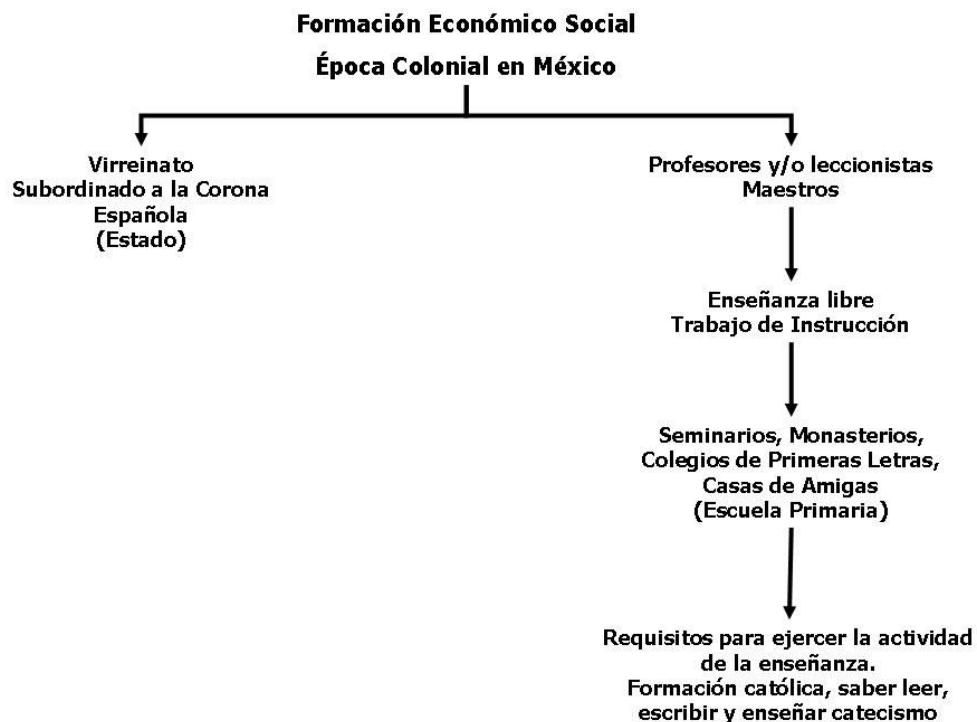 Formación Económico Social
Época Colonial en México
Virreinato
Subordinado a la Corona
Española
(Estado)
Profesores y/o leccionistas
Maestros
Enseñanza libre
Trabajo de Instrucción
Seminarios, Monasterios,
Colegios de Primeras Letras,
Casas de Amigas
(Escuela Primaria)
Requisitos para ejercer la actividad
de la enseñanza.
Formación católica, saber leer,
escribir y enseñar catecismo